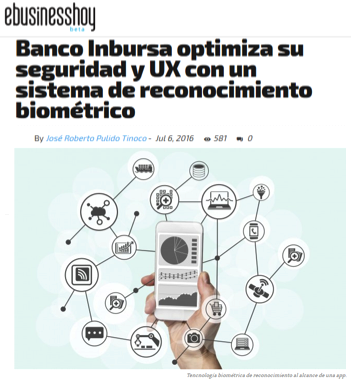 ebusinesshoy
beta
Banco Inbursa optimiza su
seguridad y UX con un
sistema de reconocimiento
biométrico
By José Roberto Pulido Tinoco - Jul 6, 2016 581 0
Tencnología biométrica de reconocimiento al alcance de una app